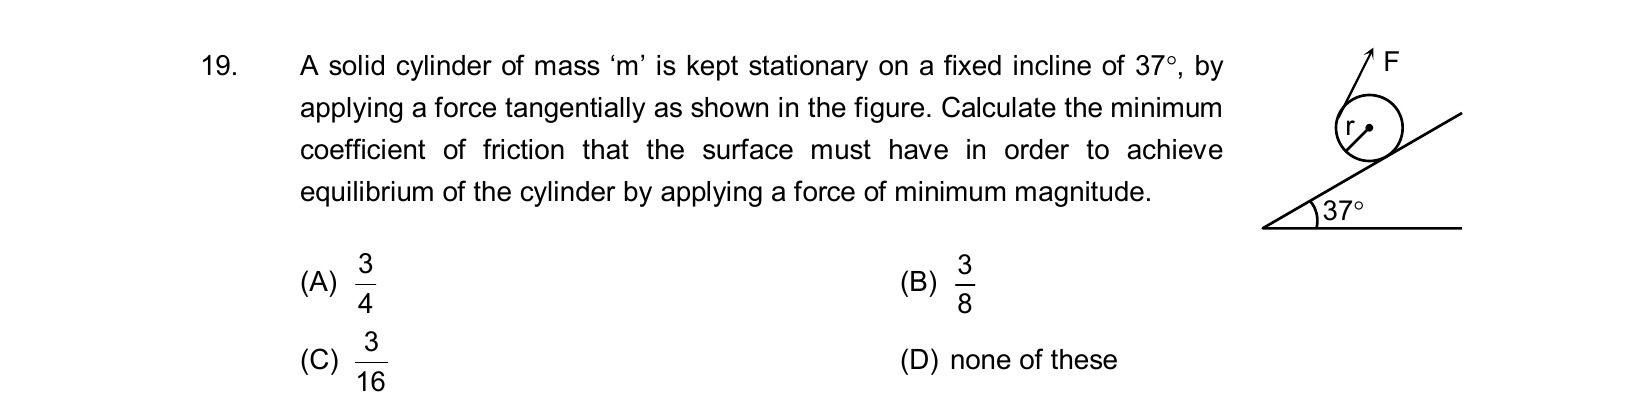 19. A solid cylinder of mass ‘m’ is kept stationary on a fixed incline of 37°, by
applying a force tangentially as shown in the figure. Calculate the minimum
coefficient of friction that the surface must have in order to achieve
equilibrium of the cylinder by applying a force of minimum magnitude.
F
r
37°
(A) 3/4
(B) 3/8
(C) 3/16
(D) none of these